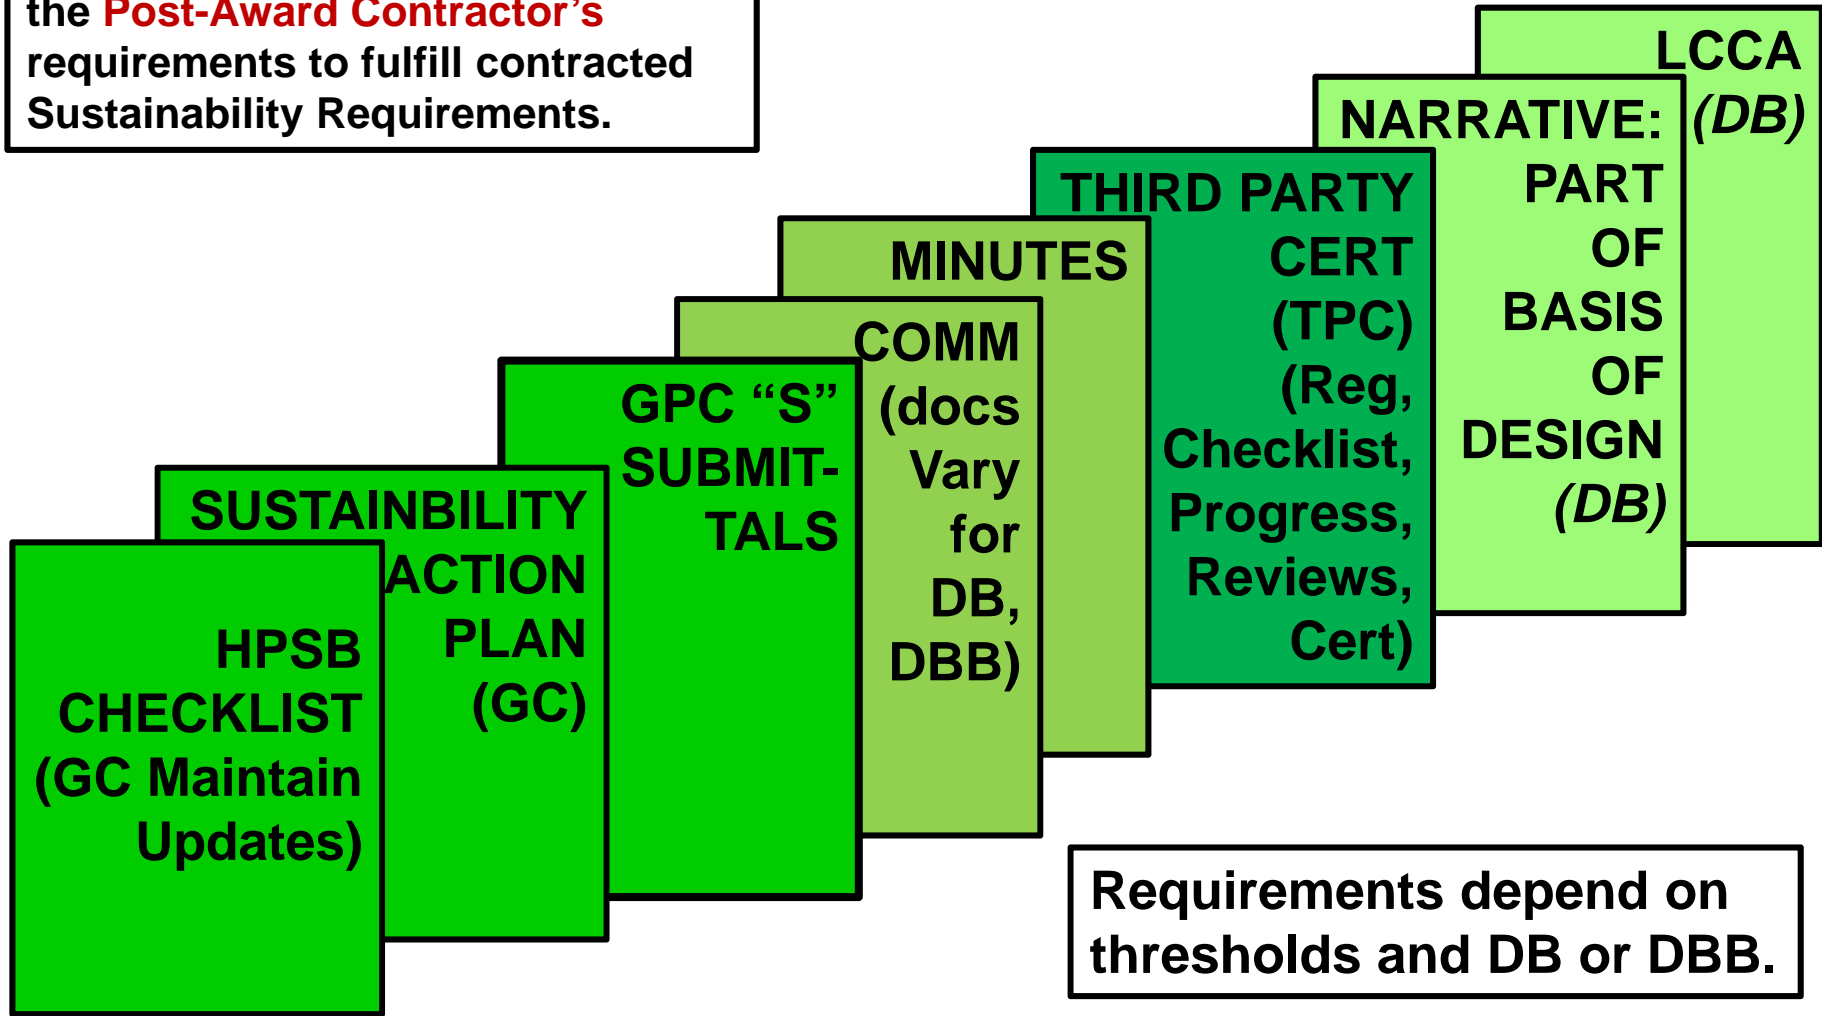 the Post-Award Contractor’s
requirements to fulfill contracted
Sustainability Requirements.
LCCA
(DB)
NARRATIVE:
PART
OF
BASIS
OF
DESIGN
(DB)
THIRD PARTY
CERT
(TPC)
(Reg,
Checklist,
Progress,
Reviews,
Cert)
MINUTES
COMM
(docs
Vary
for
DB,
DBB)
GPC “S”
SUBMIT-
TALS
SUSTAINBILITY
ACTION
PLAN
(GC)
HPSB
CHECKLIST
(GC Maintain
Updates)
Requirements depend on
thresholds and DB or DBB.